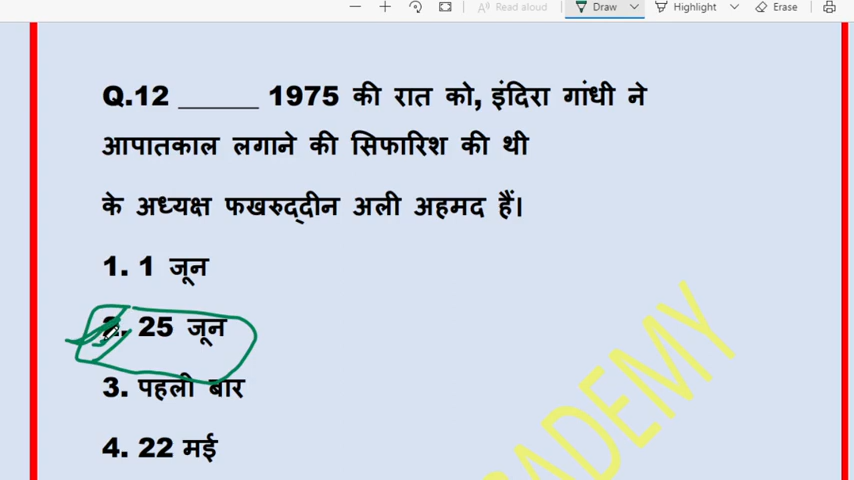 Read aloud
Draw
Highlight
Erase
Q.12 ______ 1975 की रात को, इंदिरा गांधी ने
आपातकाल लगाने की सिफारिश की थी
के अध्यक्ष फखरुद्दीन अली अहमद हैं।
1. 1 जून
2. 25 जून
3. पहली बार
4. 22 मई
ADEMY